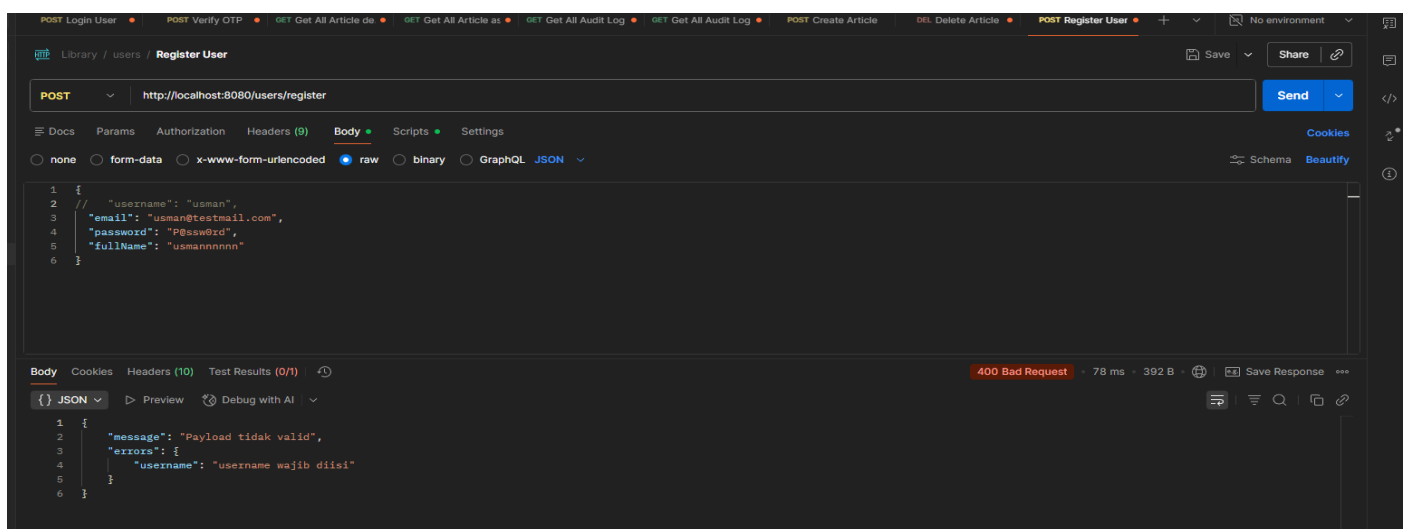 POST Login User POST Verify OTP GET Get All Article de GET Get All Article as GET Get All Audit Log GET Get All Audit Log POST Create Article DEL Delete Article POST Register User No environment
HTTP Library / users / Register User Save Share
POST http://localhost:8080/users/register Send
Docs Params Authorization Headers (9) Body Scripts Settings Cookies
none form-data x-www-form-urlencoded raw binary GraphQL JSON Schema Beautify
1 {
2 // "username": "usman",
3 "email": "usman@testmail.com",
4 "password": "P@ssw0rd",
5 "fullName": "usmannnnnn"
6 }
Body Cookies Headers (10) Test Results (0/1) 400 Bad Request 78 ms 392 B Save Response
{} JSON Preview Debug with AI
1 {
2 "message": "Payload tidak valid",
3 "errors": {
4 "username": "username wajib diisi"
5 }
6 }